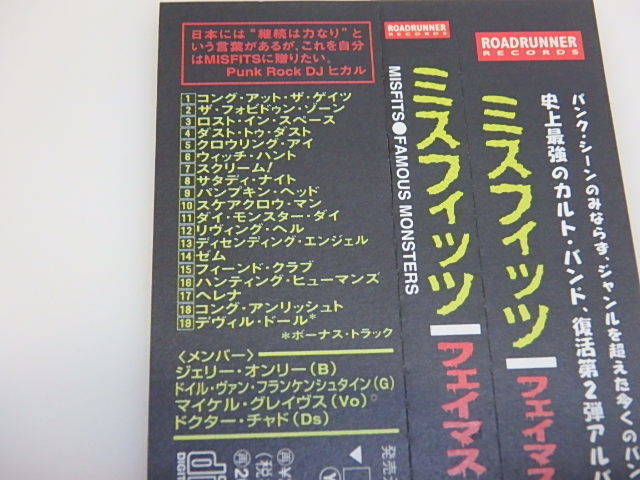 日本には“継続は力なり”と
いう言葉があるが、これを自分
はMISFITSに贈りたい。
Punk Rock DJ ヒカル
1 コング・アット・ザ・ゲイツ
2 ザ・フォビドゥン・ゾーン
3 ロスト・イン・スペース
4 ダスト・トゥ・ダスト
5 クロウリング・アイ
6 ウィッチ・ハント
7 スクリーム!
8 サタディ・ナイト
9 パンプキン・ヘッド
10 スケアクロウ・マン
11 ダイ・モンスター・ダイ
12 リヴィング・ヘル
13 ディセンディング・エンジェル
14 ゼム
15 フィーンド・クラブ
16 ハンティング・ヒューマンズ
17 ヘレナ
18 コング・アンリッシュト
19 デヴィル・ドール*
*ボーナス・トラック
〈メンバー〉
ジェリー・オンリー(B)
ドイル・ヴァン・フランケンシュタイン(G)
マイケル・グレイヴス(Vo)
ドクター・チャド(Ds)
発売元
ROADRUNNER
RECORDS
ミスフィッツ
フェイマス
MISFITS●FAMOUS MONSTERS
ROADRUNNER
RECORDS
パンク・シーンのみならず、ジャンルを超えた今くのバン
史上最強のカルト・バンド、復活第2弾アルバ
ミスフィッツ
フェイマス